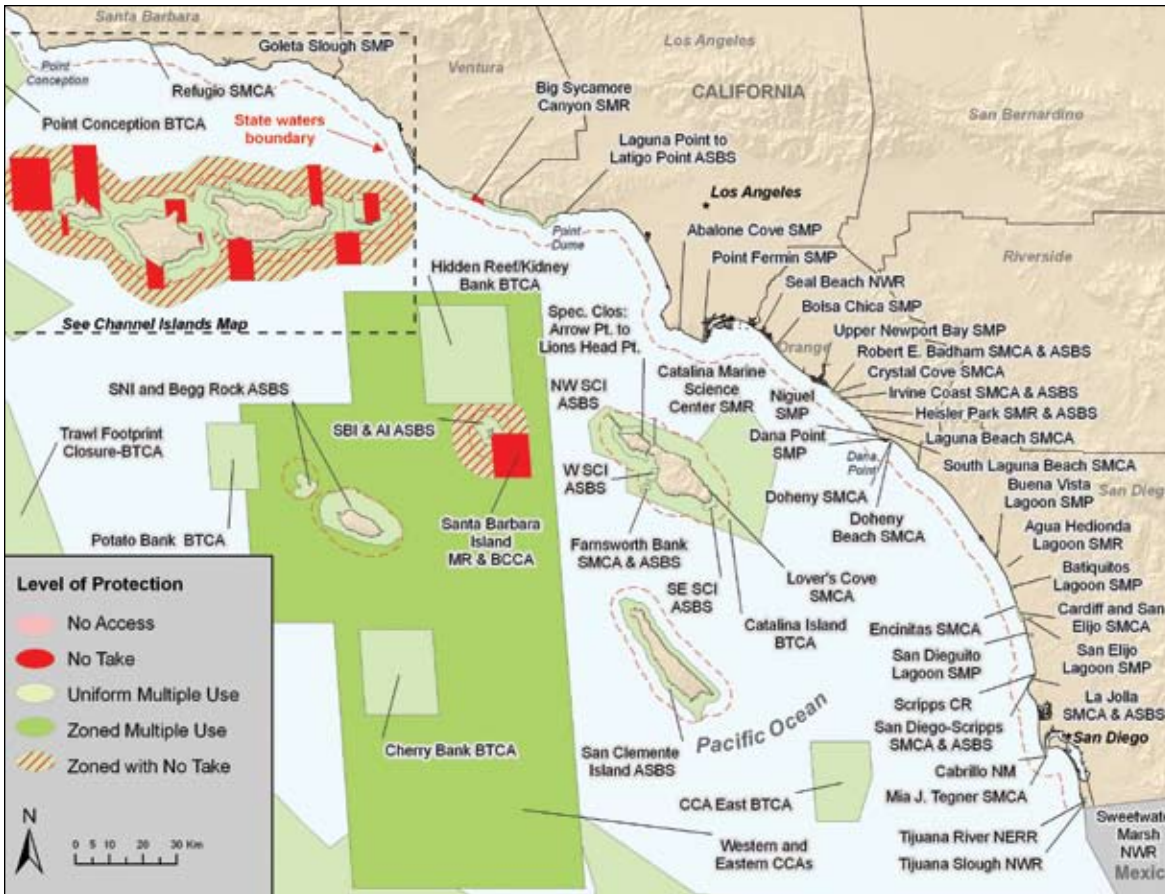 Santa Barbara
Goleta Slough SMP
Point
Conception
Refugio SMCA
Point Conception BTCA
State waters
boundary
Ventura
Big Sycamore
Canyon SMR
Los Angeles
CALIFORNIA
San Bernardino
Laguna Point to
Latigo Point ASBS
Los Angeles
Point
Dume
Abalone Cove SMP
Point Fermin SMP
Riverside
Seal Beach NWR
Bolsa Chica SMP
Upper Newport Bay SMP
Orange
Robert E. Badham SMCA & ASBS
Crystal Cove SMCA
Irvine Coast SMCA & ASBS
Heisler Park SMR & ASBS
Laguna Beach SMCA
South Laguna Beach SMCA
See Channel Islands Map
Hidden Reef/Kidney
Bank BTCA
Spec. Clos:
Arrow Pt. to
Lions Head Pt.
NW SCI
ASBS
Catalina Marine
Science
Center SMR
Niguel
SMP
Dana Point
SMP
Dana
Point
SNI and Begg Rock ASBS
SBI & AI ASBS
Trawl Footprint
Closure-BTCA
W SCI
ASBS
Doheny SMCA
Doheny
Beach SMCA
Buena Vista
Lagoon SMP
San Dieg
Agua Hedionda
Lagoon SMR
Batiquitos
Lagoon SMP
Potato Bank BTCA
Santa Barbara
Island
MR & BCCA
Farnsworth Bank
SMCA & ASBS
SE SCI
ASBS
Lover's Cove
SMCA
Catalina Island
BTCA
Encinitas SMCA
Cardiff and San
Elijo SMCA
San Dieguito
Lagoon SMP
San Elijo
Lagoon SMP
Scripps CR
La Jolla
SMCA & ASBS
San Diego-Scripps
SMCA & ASBS
San Diego
Cabrillo NM
Mia J. Tegner SMCA
Cherry Bank BTCA
San Clemente
Island ASBS
Pacific Ocean
CCA East BTCA
Western and
Eastern CCAs
Tijuana River NERR
Tijuana Slough NWR
Sweetwater
Marsh
NWR
Mexico
Level of Protection
No Access
No Take
Uniform Multiple Use
Zoned Multiple Use
Zoned with No Take
N
0 5 10 20 30 Km